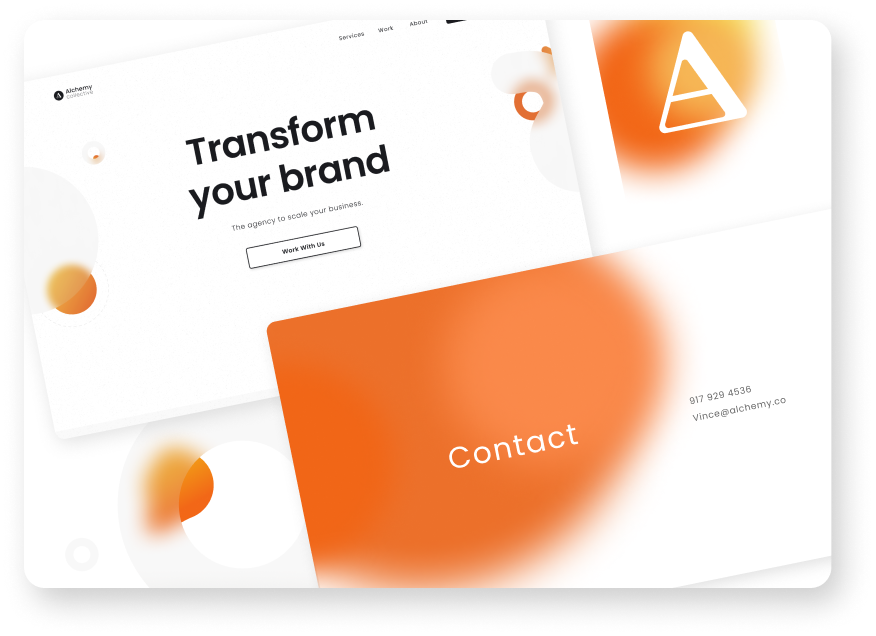 Services Work About
Alchemy
COLLECTIVE
Transform
your brand
The agency to scale your business.
Work With Us
917 929 4536
Vince@alchemy.co
Contact